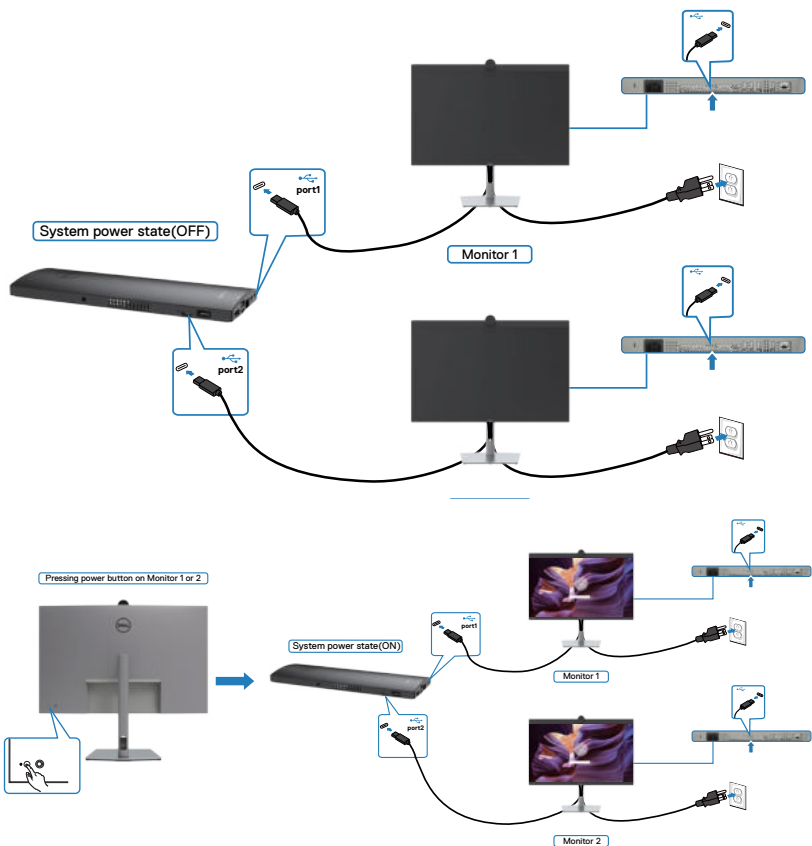 port1
System power state(OFF)
Monitor 1
port2
Pressing power button on Monitor 1 or 2
DELL
System power state(ON)
port1
Monitor 1
port2
Monitor 2